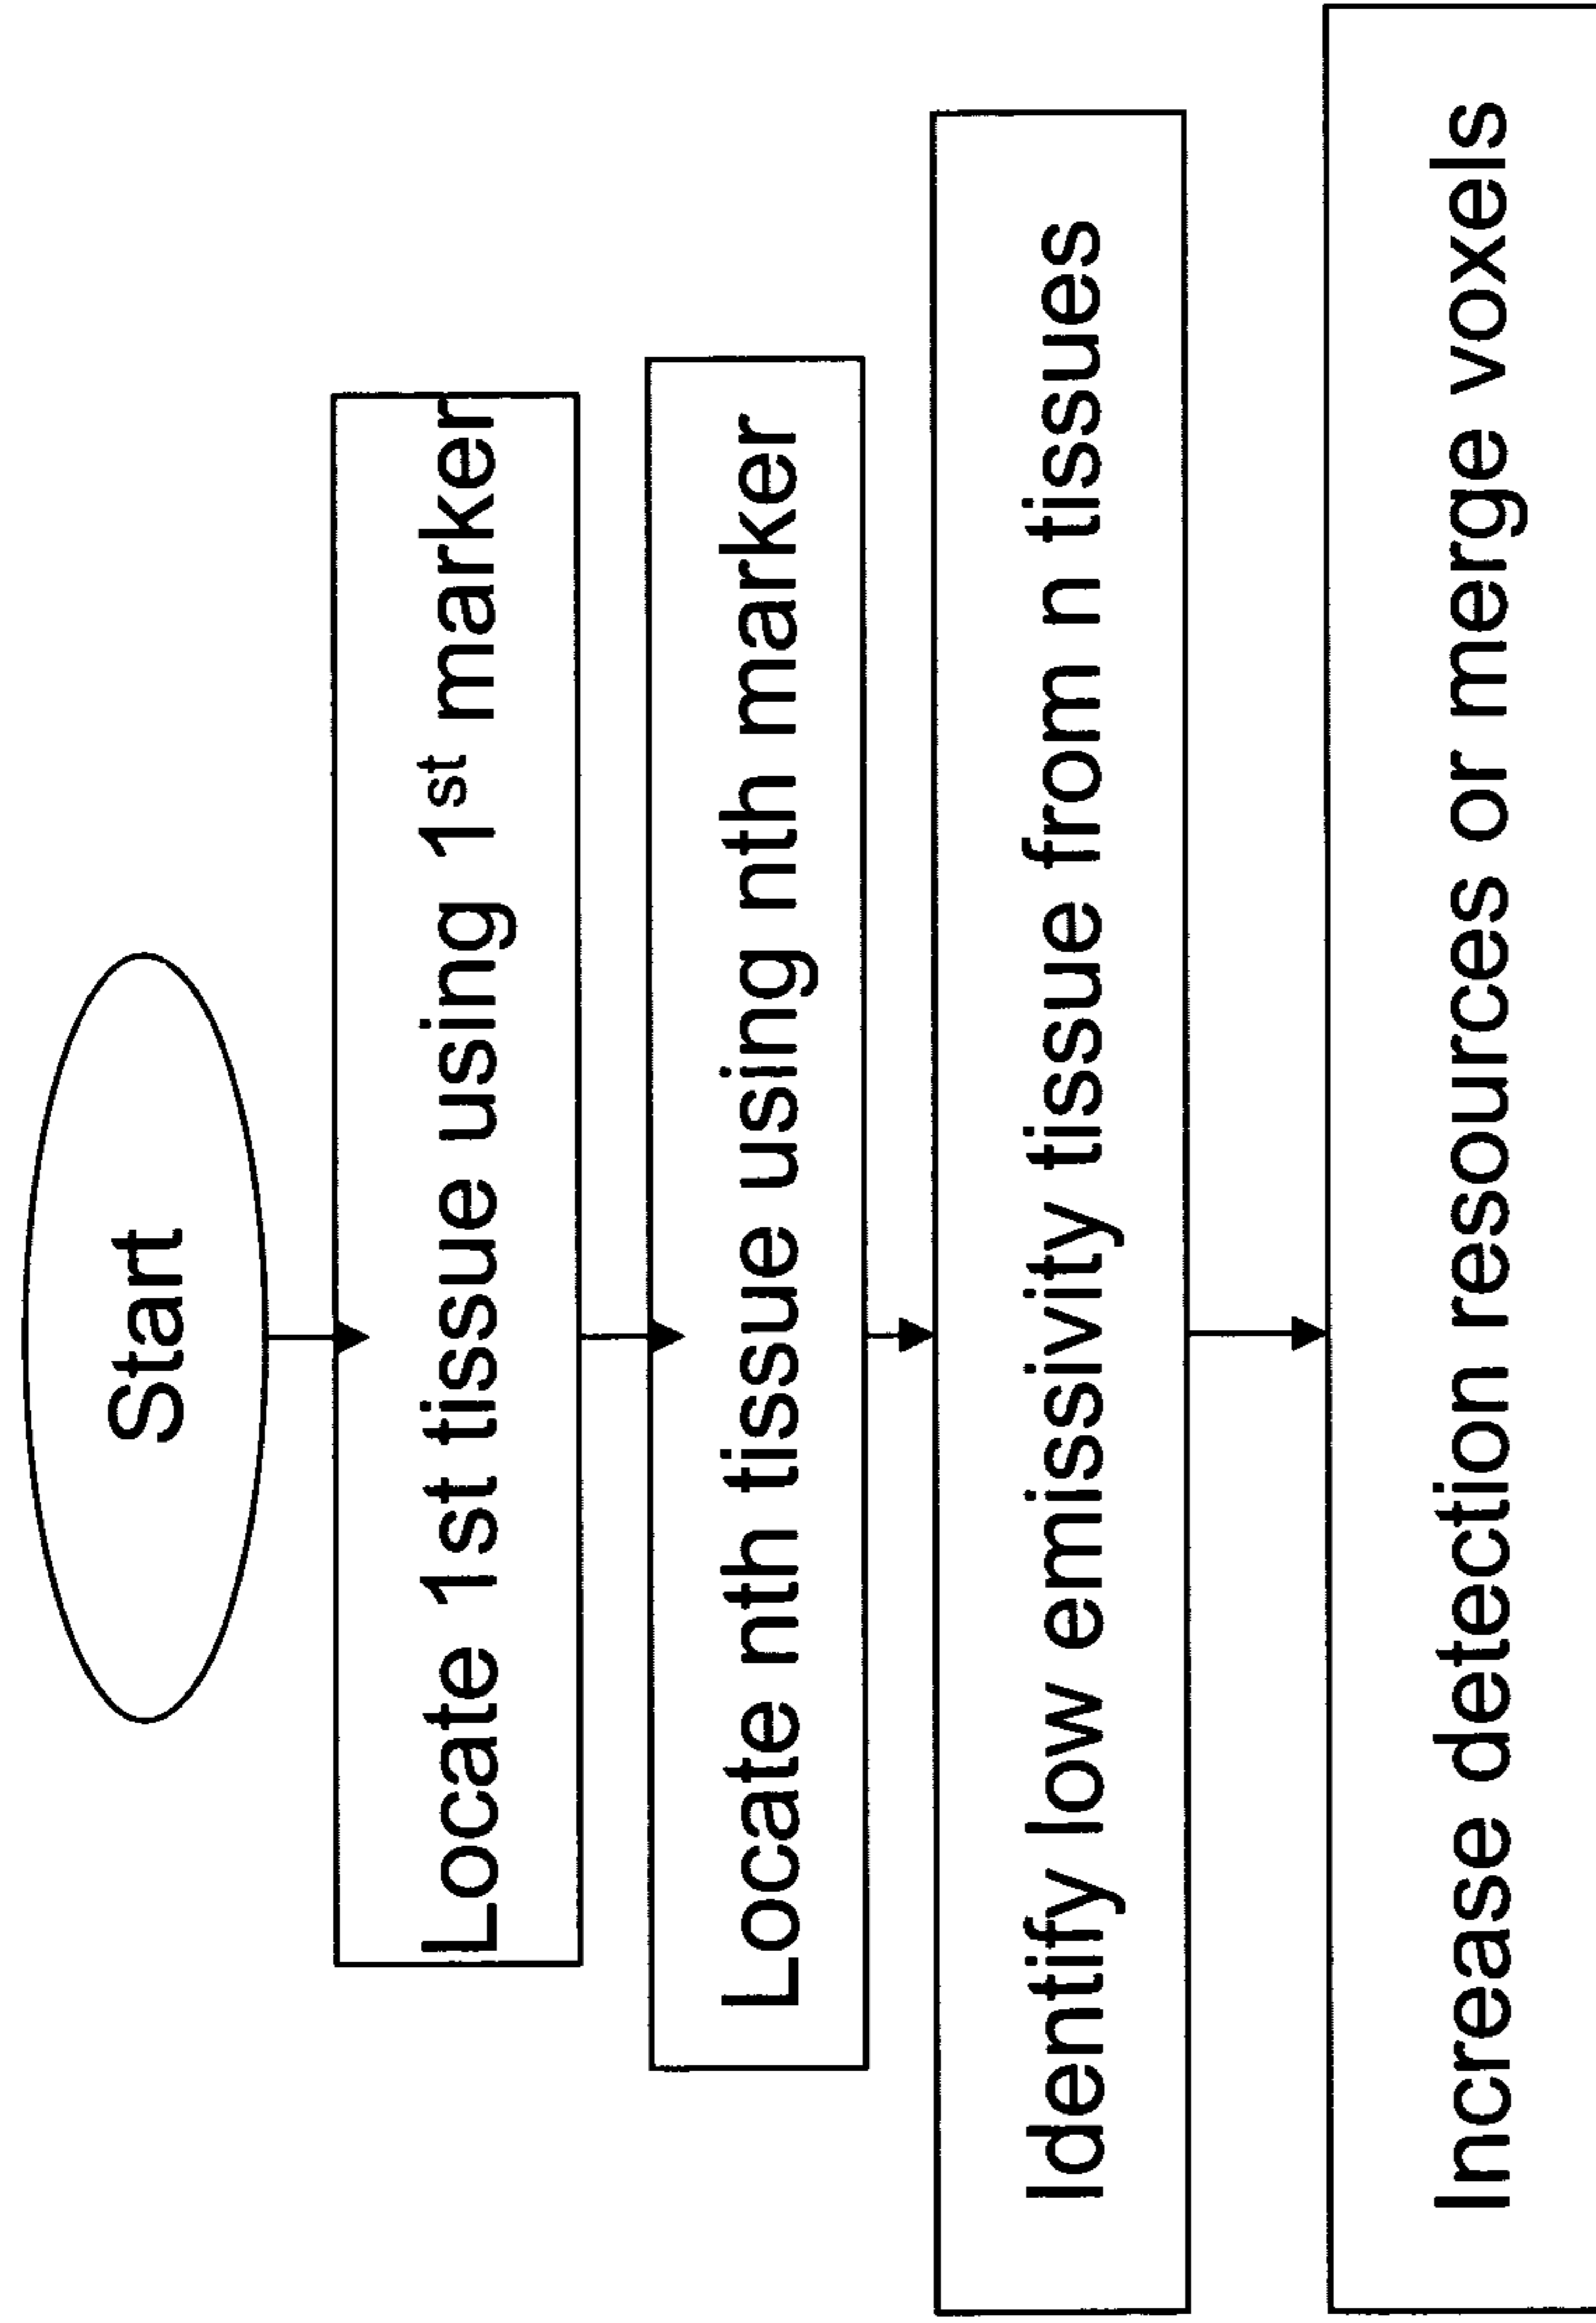 Start
Locate 1st tissue using 1st marker
Locate nth tissue using nth marker
Identify low emissivity tissue from n tissues
Increase detection resources or merge voxels